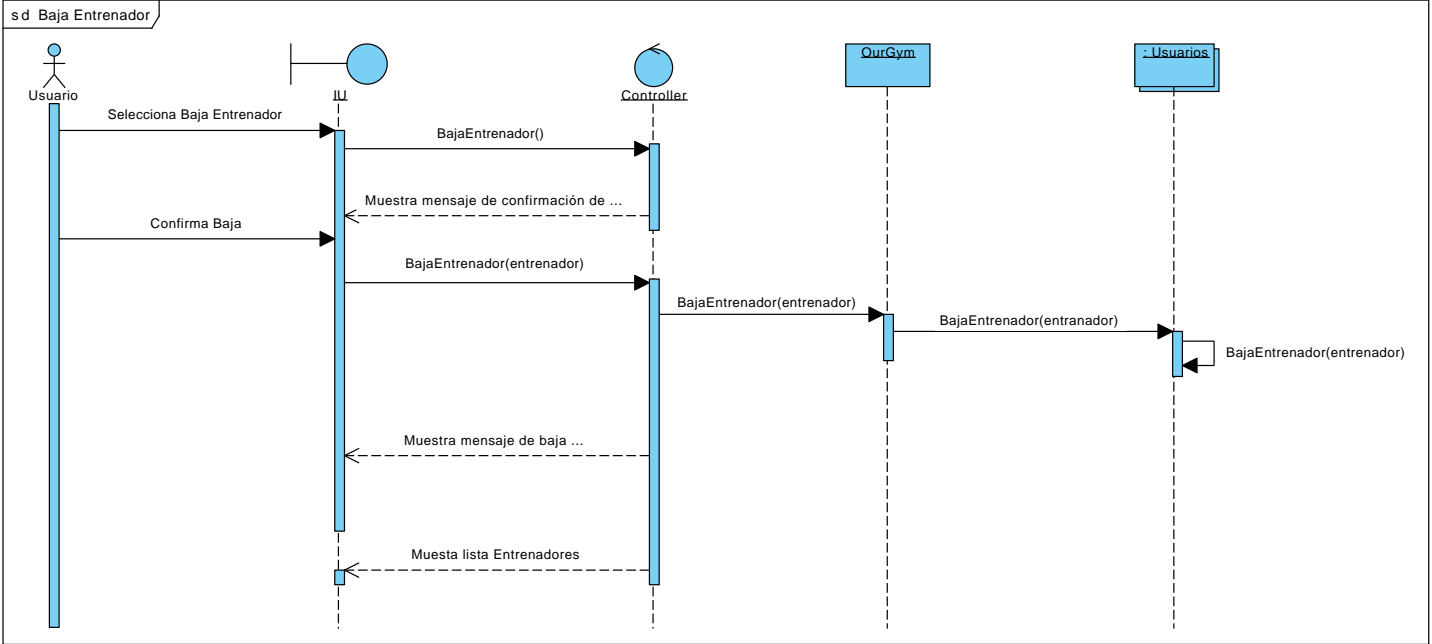 sd Baja Entrenador
Usuario
IU
Controller
OurGym
: Usuarios
Selecciona Baja Entrenador
BajaEntrenador()
Muestra mensaje de confirmación de ...
Confirma Baja
BajaEntrenador(entrenador)
BajaEntrenador(entrenador)
BajaEntrenador(entranador)
BajaEntrenador(entrenador)
Muestra mensaje de baja ...
Muesta lista Entrenadores